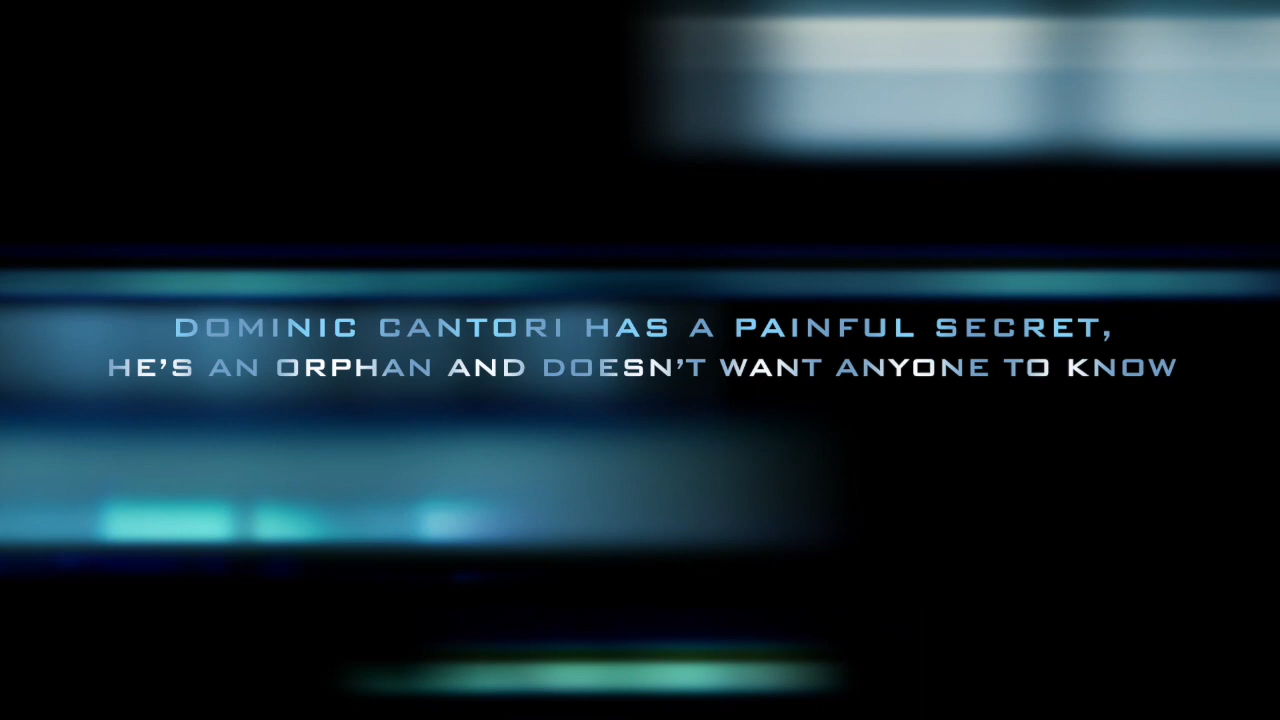 DOMINIC CANTORI HAS A PAINFUL SECRET,
HE'S AN ORPHAN AND DOESN'T WANT ANYONE TO KNOW